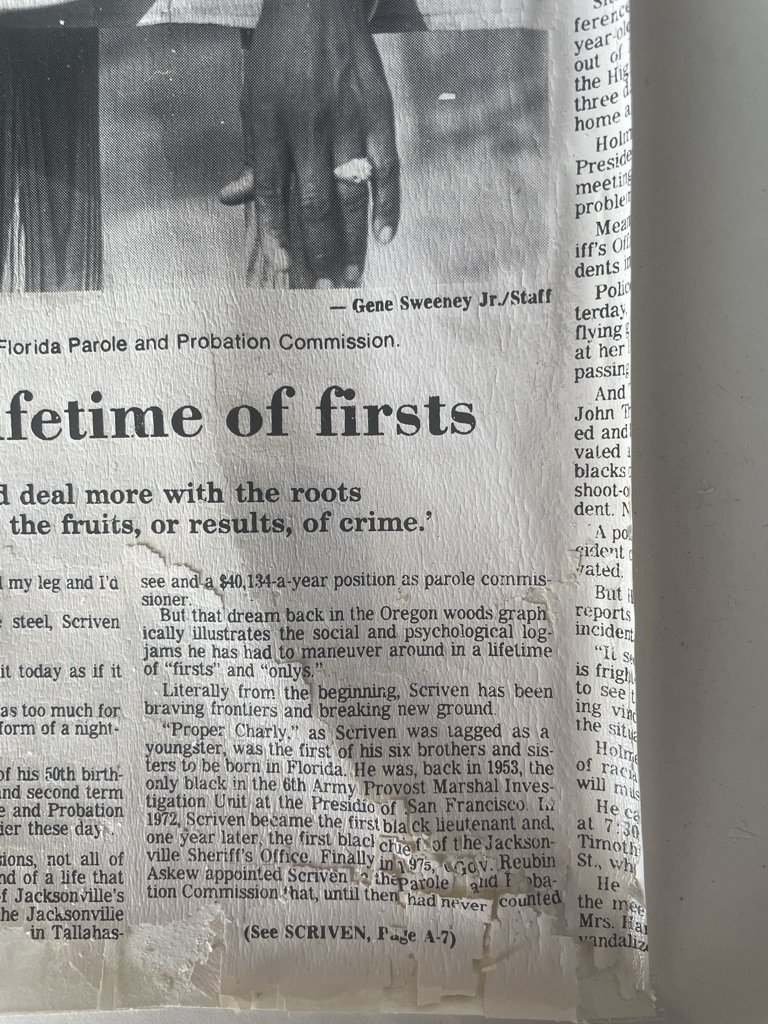 — Gene Sweeney Jr./Staff
Florida Parole and Probation Commission.
fetime of firsts
deal more with the roots
the fruits, or results, of crime.’
my leg and I'd
steel, Scriven
it today as if it
as too much for
form of a night-
of his 50th birth-
nd second term
and Probation
ier these day
sions, not all of
nd of a life that
f Jacksonville's
he Jacksonville
in Tallahas-
see and a $40,134-a-year position as parole commis-
sioner.
But that dream back in the Oregon woods graph
ically illustrates the social and psychological log-
jams he has had to maneuver around in a lifetime
of “firsts” and “onlys.”
Literally from the beginning, Scriven has been
braving frontiers and breaking new ground.
“Proper Charly,” as Scriven was tagged as a
youngster, was the first of his six brothers and sis-
ters to be born in Florida. He was, back in 1953, the
only black in the 6th Army Provost Marshal Inves-
tigation Unit at the Presidio of San Francisco. In
1972, Scriven became the first black lieutenant and,
one year later, the first black chief of the Jackson-
ville Sheriff's Office. Finally in 1975, Gov. Reubin
Askew appointed Scriven the Parole and Proba-
tion Commission that, until then had never counted
(See SCRIVEN, Page A-7)
ference
year-old
out of
the Hig
three d
home a
Holm
Preside
meeting
problem
Mean
iff's Off
dents in
Polic
terday
flying
at her
passing
And
John T
ed and
vated
blacks
shoot-o
dent. N
A po
cident
vated.
But
reports
incident
“It s
is fright
to see t
ing vind
the situa
Holme
of racia
will mus
He ca
at 7:30
Timoth
St., wh
He
the mee
Mrs. Har
vandaliz